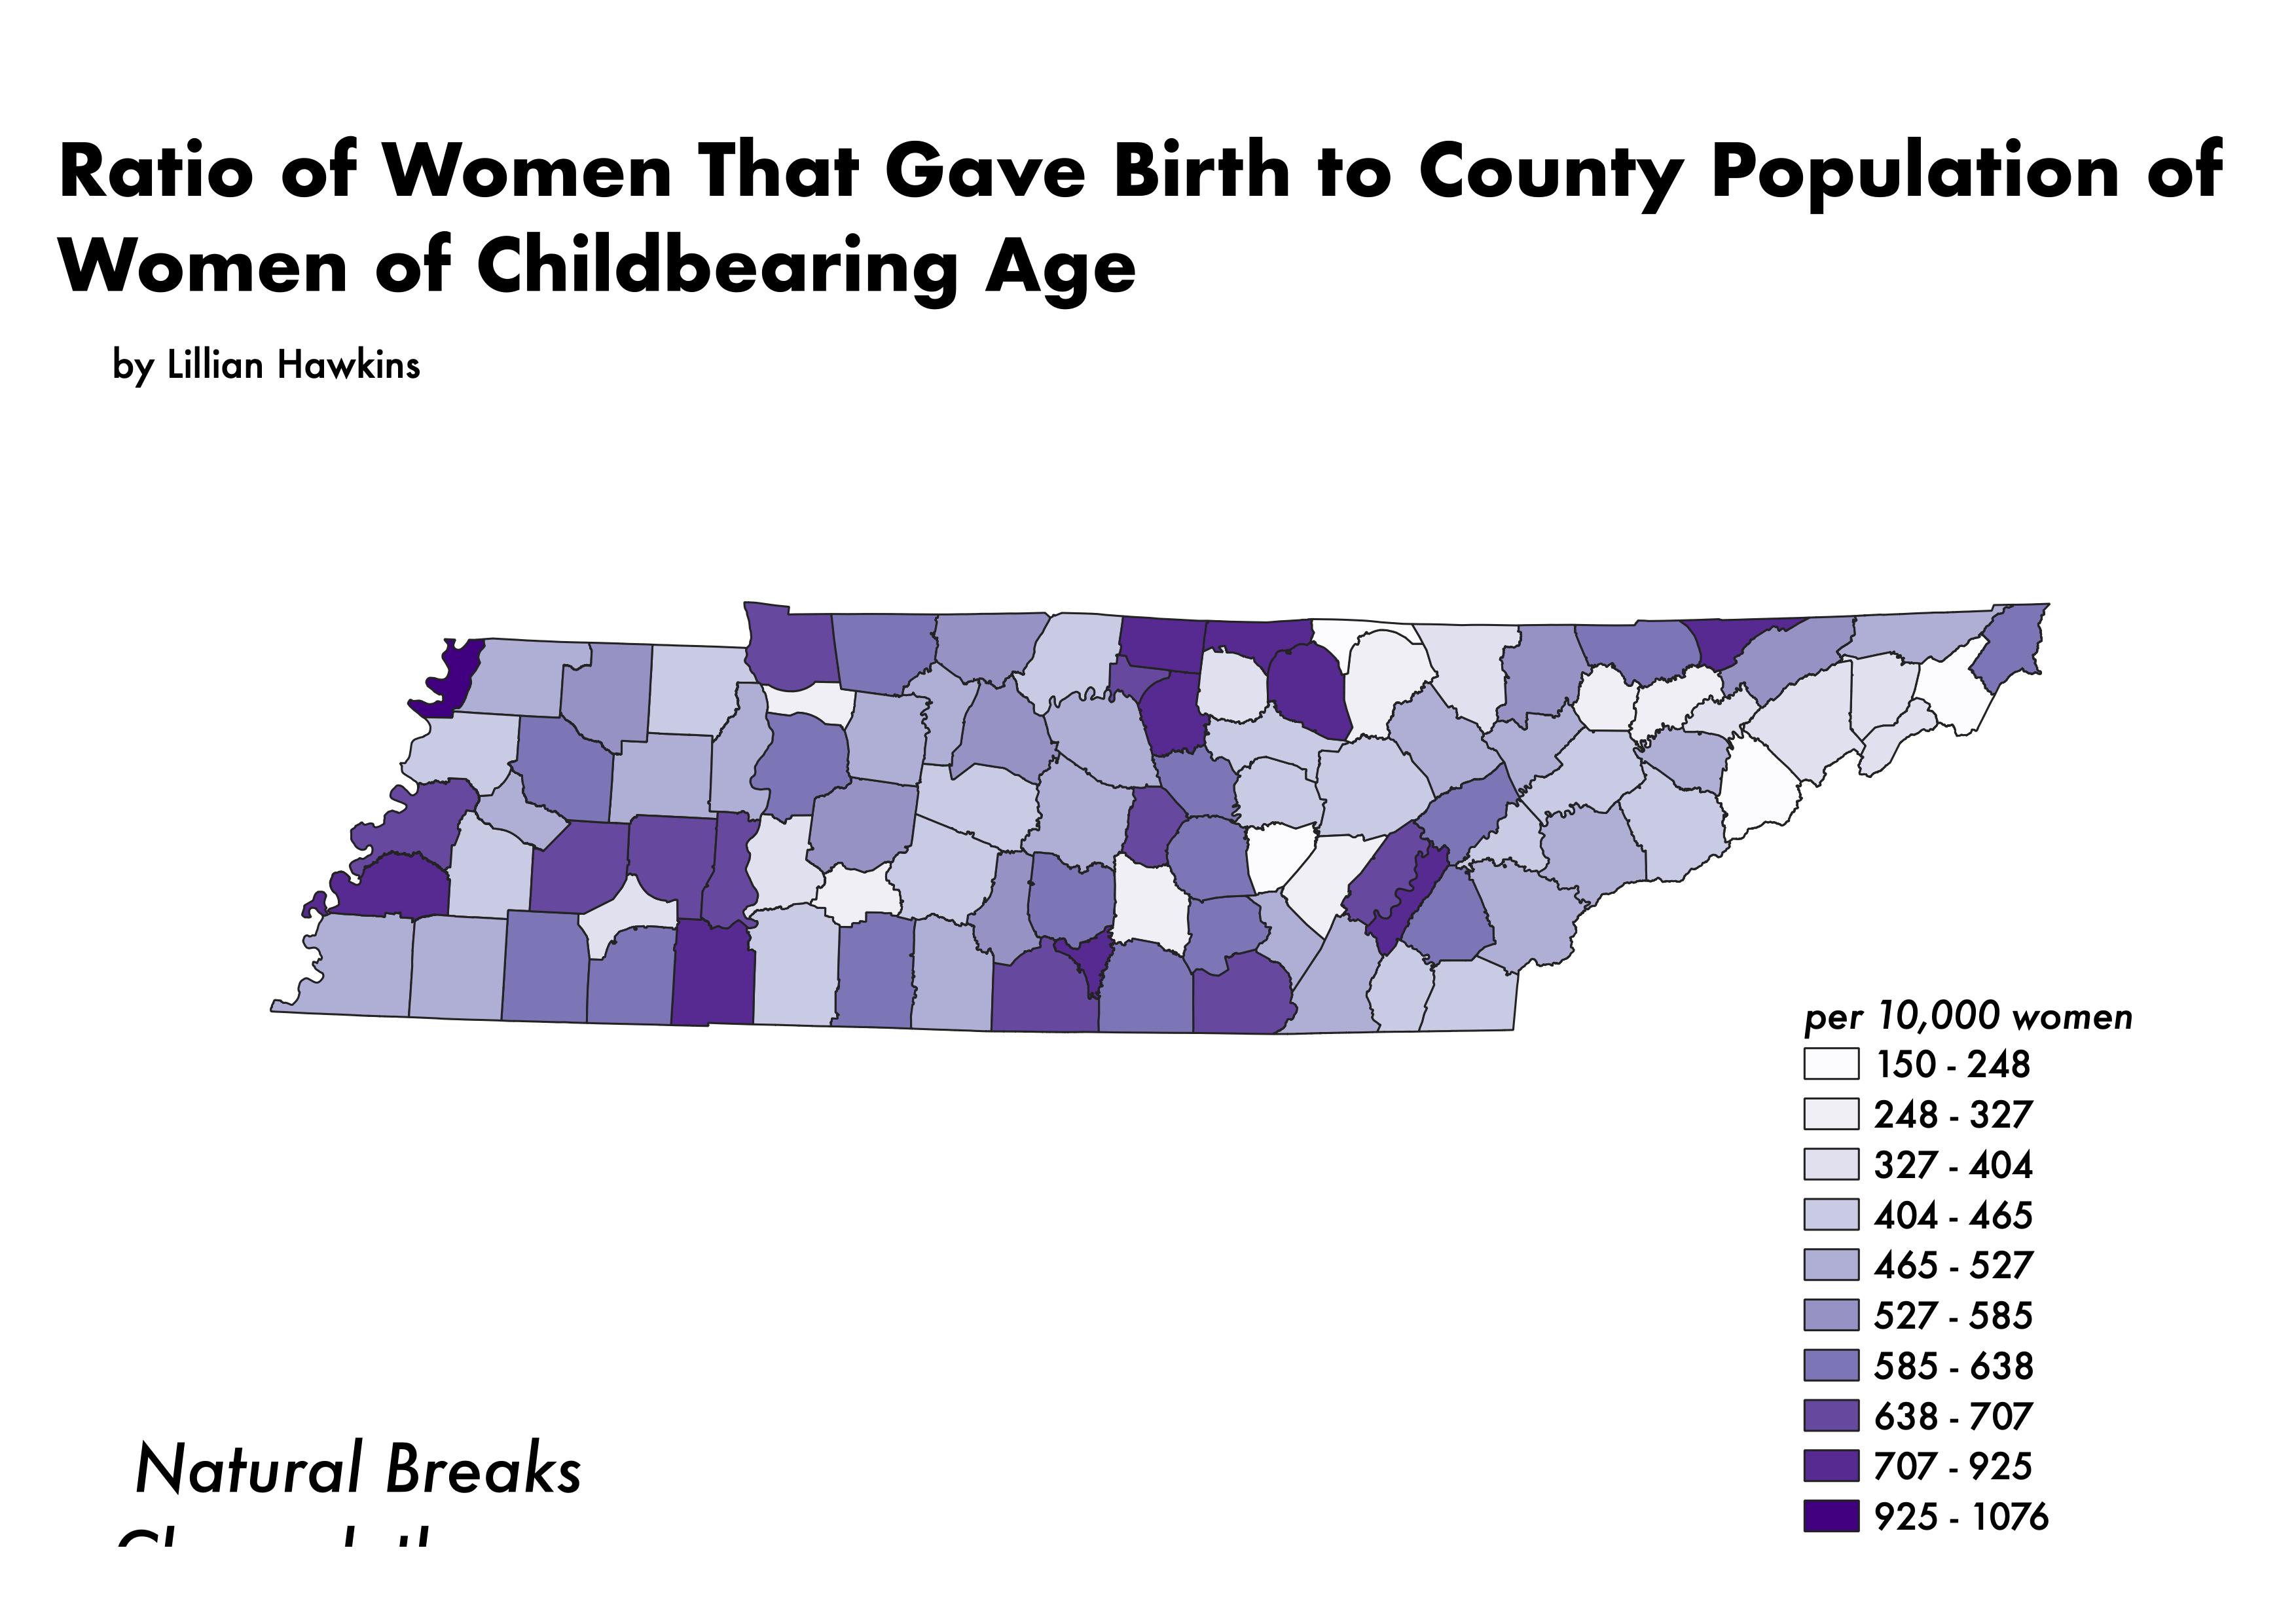 Ratio of Women That Gave Birth to County Population of
Women of Childbearing Age
by Lillian Hawkins
per 10,000 women
150 - 248
248 - 327
327 - 404
404 - 465
465 - 527
527 - 585
585 - 638
638 - 707
707 - 925
925 - 1076
Natural Breaks